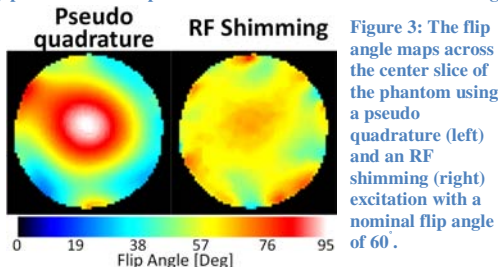 Pseudo
quadrature
RF Shimming
0 19 38 57 76 95
Flip Angle [Deg]
Figure 3: The flip
angle maps across
the center slice of
the phantom using
a pseudo
quadrature (left)
and an RF
shimming (right)
excitation with a
nominal flip angle
of 60°.